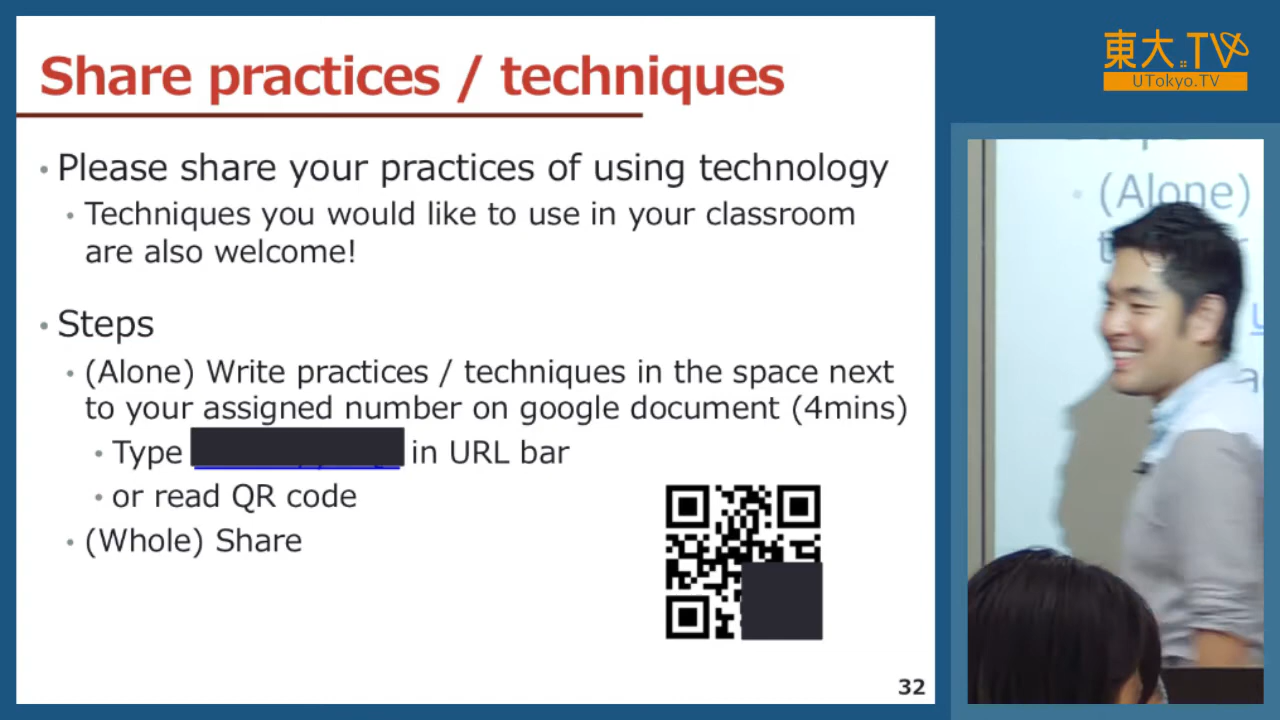 Share practices / techniques
• Please share your practices of using technology
• Techniques you would like to use in your classroom
are also welcome!
• Steps
• (Alone) Write practices / techniques in the space next
to your assigned number on google document (4mins)
• Type in URL bar
• or read QR code
• (Whole) Share
32
東大.TV
UTokyo.TV
• (Alone)